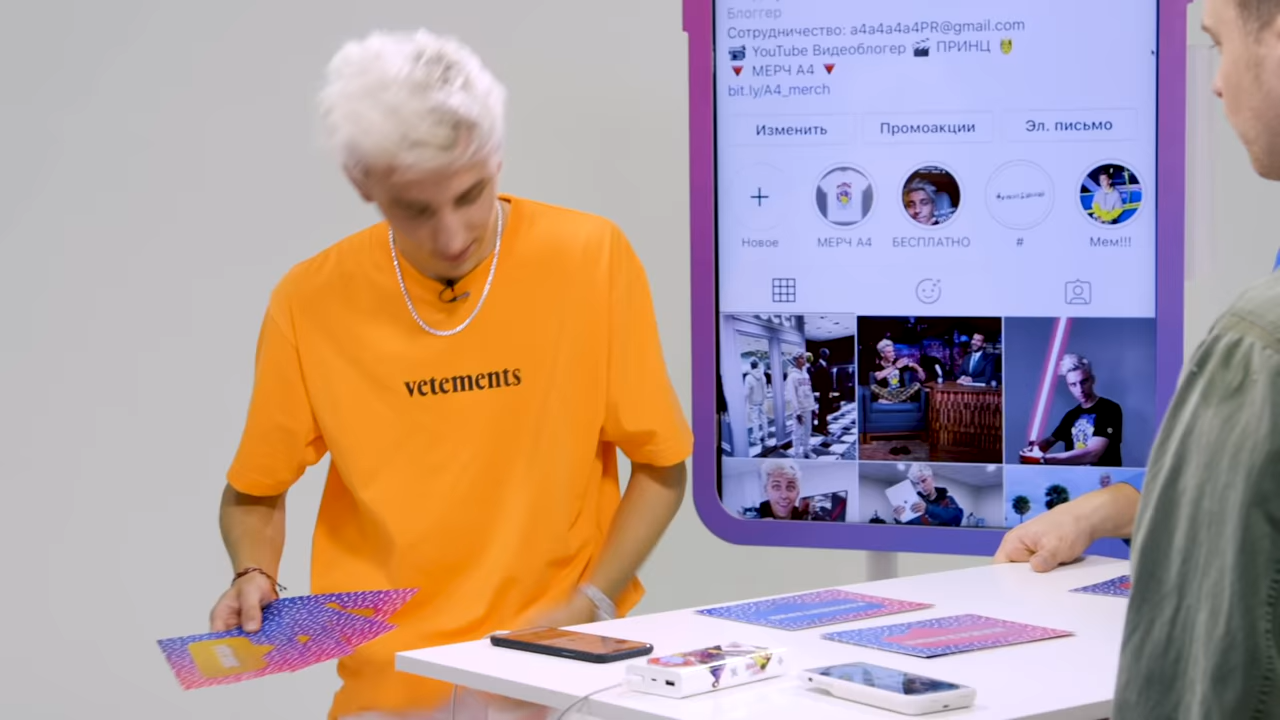 Блоггер
Сотрудничество: a4a4a4a4PR@gmail.com
YouTube Видеоблогер ПРИНЦ
МЕРЧ А4
bit.ly/A4_merch
Изменить
Промоакции
Эл. письмо
Новое
МЕРЧ А4
БЕСПЛАТНО
#
Мем!!!
vetements